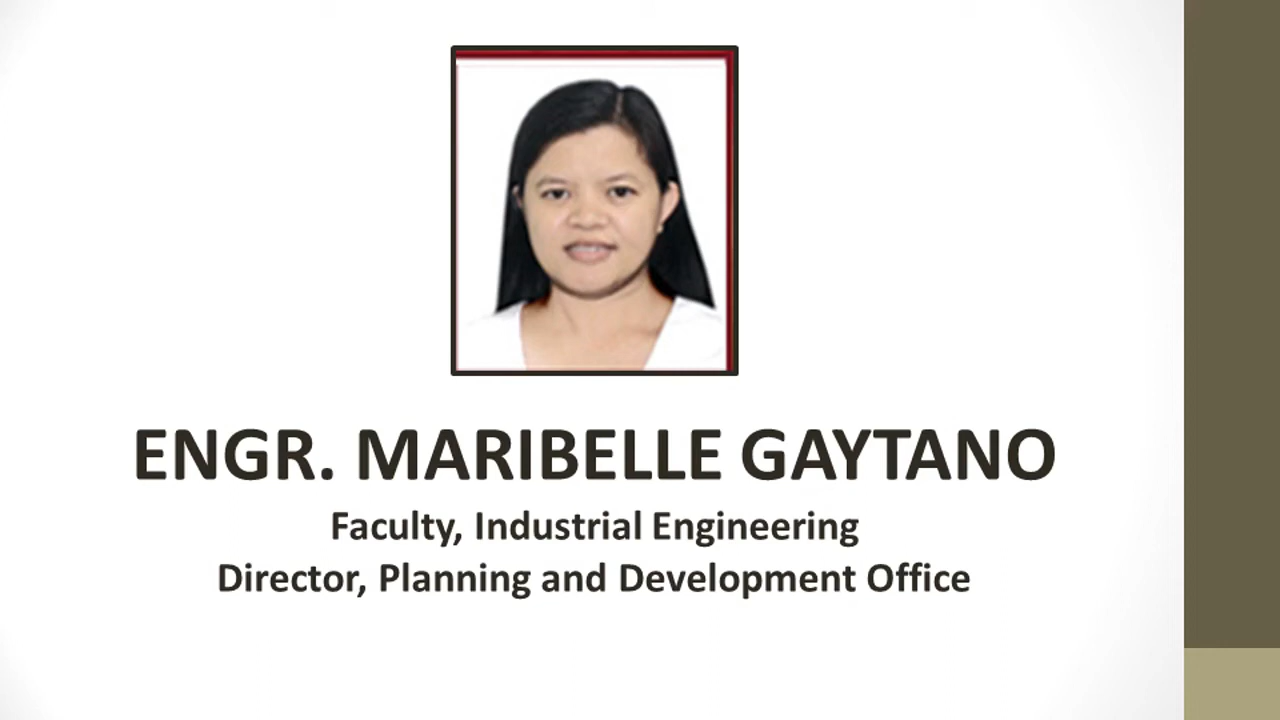 ENGR. MARIBELLE GAYTANO
Faculty, Industrial Engineering
Director, Planning and Development Office